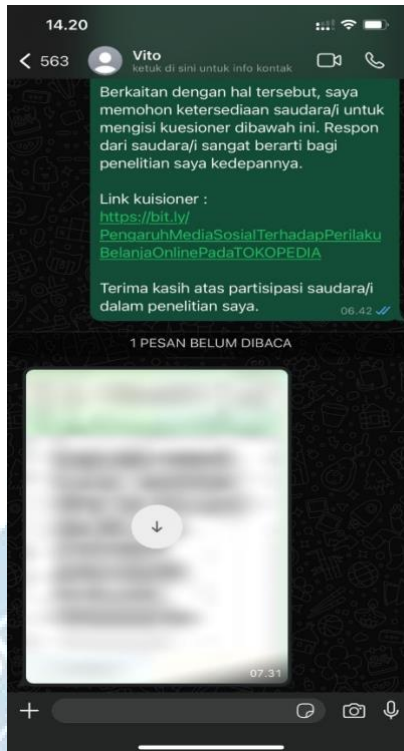 14.20
563
Vito
ketuk di sini untuk info kontak
Berkaitan dengan hal tersebut, saya
memohon ketersediaan saudara/i untuk
mengisi kuesioner dibawah ini. Respon
dari saudara/i sangat berarti bagi
penelitian saya kedepannya.
Link kuisioner :
https://bit.ly/
PengaruhMediaSosialTerhadapPerilaku
BelanjaOnlinePadaTOKOPEDIA
Terima kasih atas partisipasi saudara/i
dalam penelitian saya.
06.42
1 PESAN BELUM DIBACA
07.31